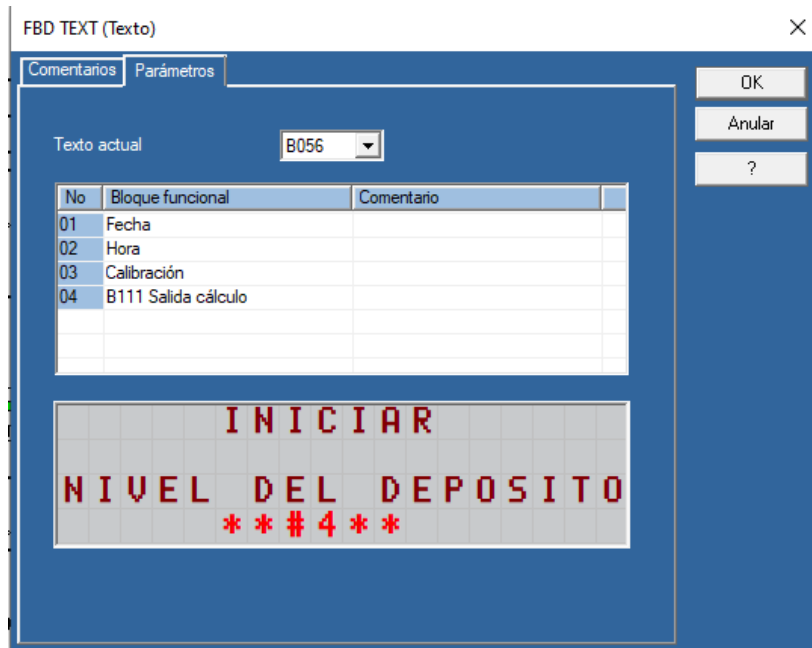 FBD TEXT (Texto)
Comentarios Parámetros
OK
Anular
?
Texto actual B056
No Bloque funcional Comentario
01 Fecha
02 Hora
03 Calibración
04 B111 Salida cálculo
INICIAR
NIVEL DEL DEPOSITO
**#4**